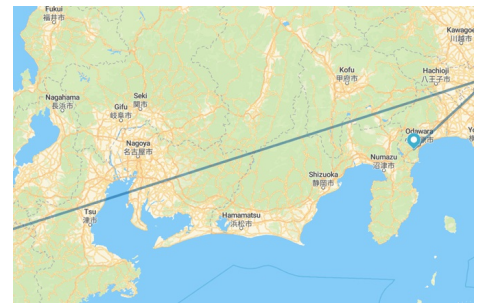 Fukui
福井市
Kawagoe
川越市
Hachioji
八王子市
Kofu
甲府市
Nagahama
長浜市
Seki
関市
Gifu
岐阜市
Nagoya
名古屋市
Odawara
Numazu
沼津市
Shizuoka
静岡市
Tsu
津市
Hamamatsu
浜松市